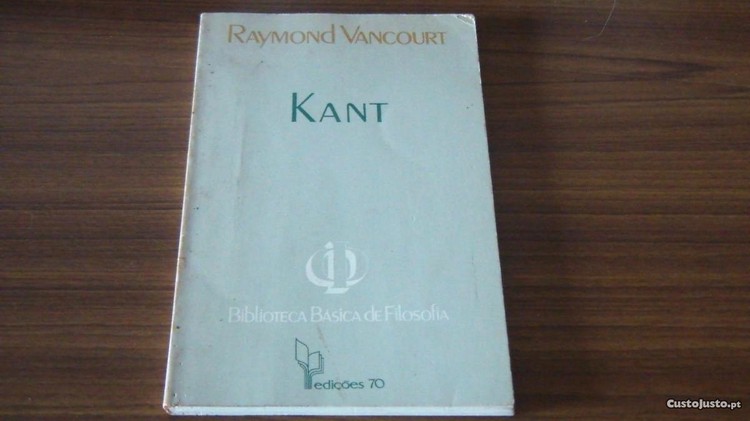 Raymond Vancourt
Kant
Biblioteca Básica de Filosofia
edições 70
CustoJusto.pt